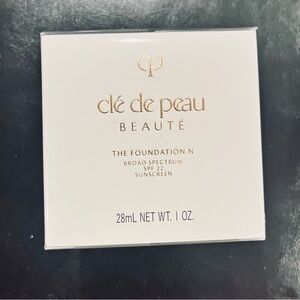 clé de peau
BEAUTÉ
THE FOUNDATION N
BROAD SPECTRUM
SPF 22
SUNSCREEN
28mL NET WT. 1 OZ.